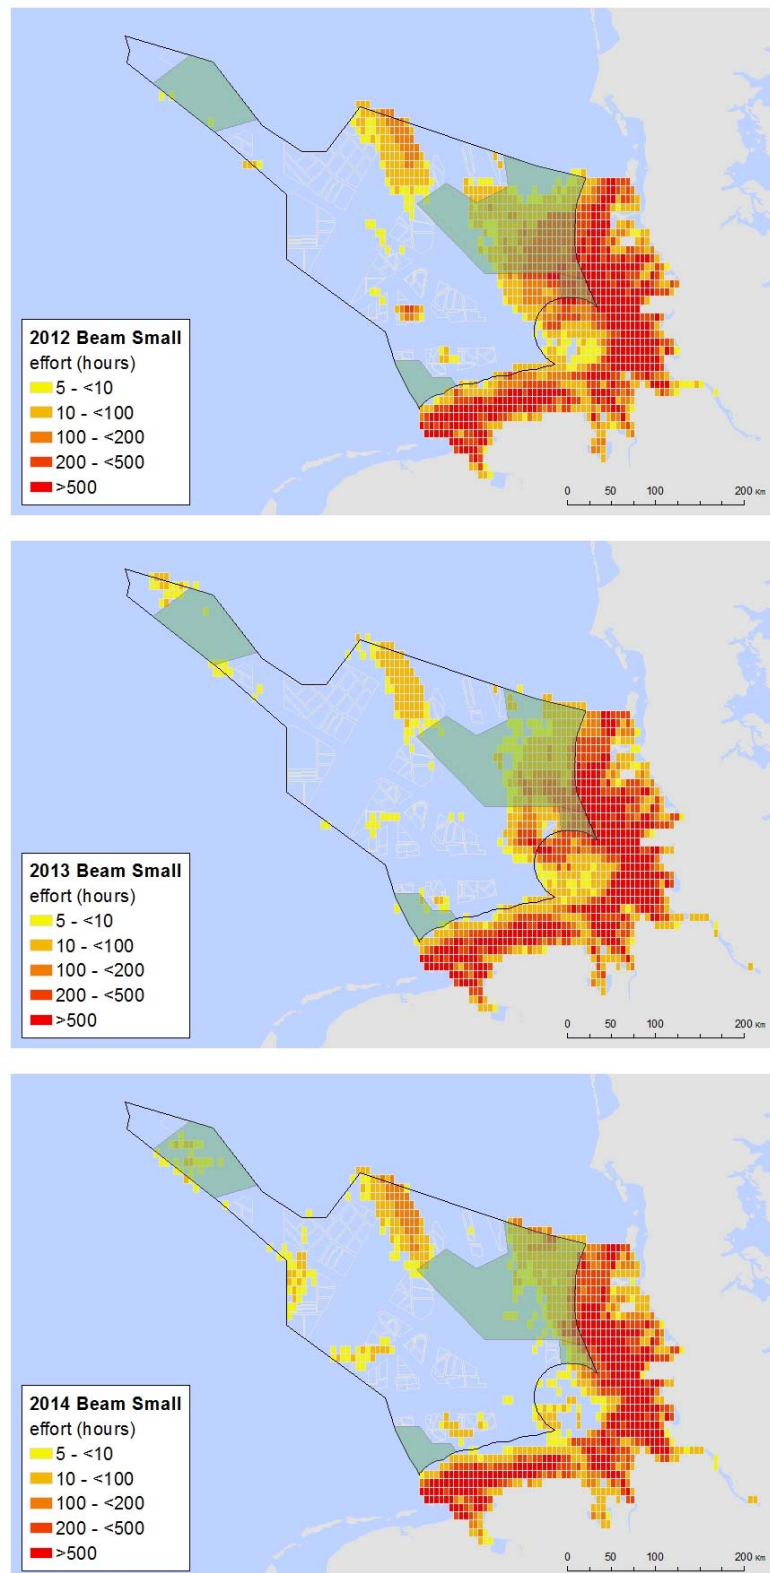 2012 Beam Small
effort (hours)
5 - <10
10 - <100
100 - <200
200 - <500
>500
0 50 100 200 Km
2013 Beam Small
effort (hours)
5 - <10
10 - <100
100 - <200
200 - <500
>500
0 50 100 200 Km
2014 Beam Small
effort (hours)
5 - <10
10 - <100
100 - <200
200 - <500
>500
0 50 100 200 Km